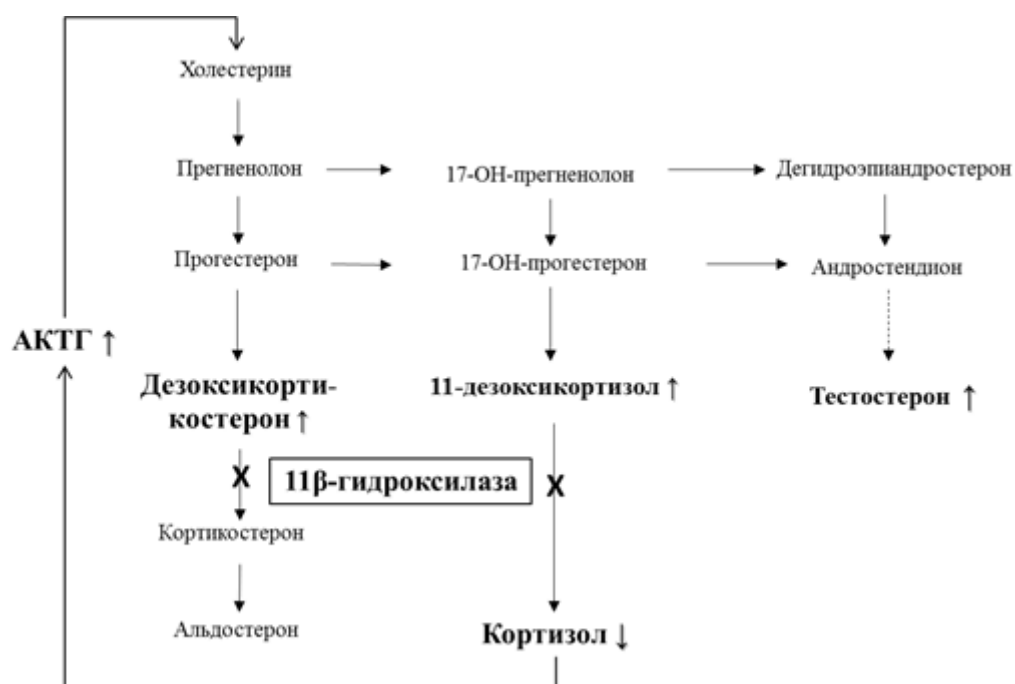 Холестерин
Прегненолон
17-ОН-прегненолон
Дегидроэпиандростерон
Прогестерон
17-ОН-прогестерон
Андростендион
АКТГ ↑
Дезоксикорти-
костерон ↑
11-дезоксикортизол ↑
Тестостерон ↑
X
11β-гидроксилаза
X
Кортикостерон
Альдостерон
Кортизол ↓